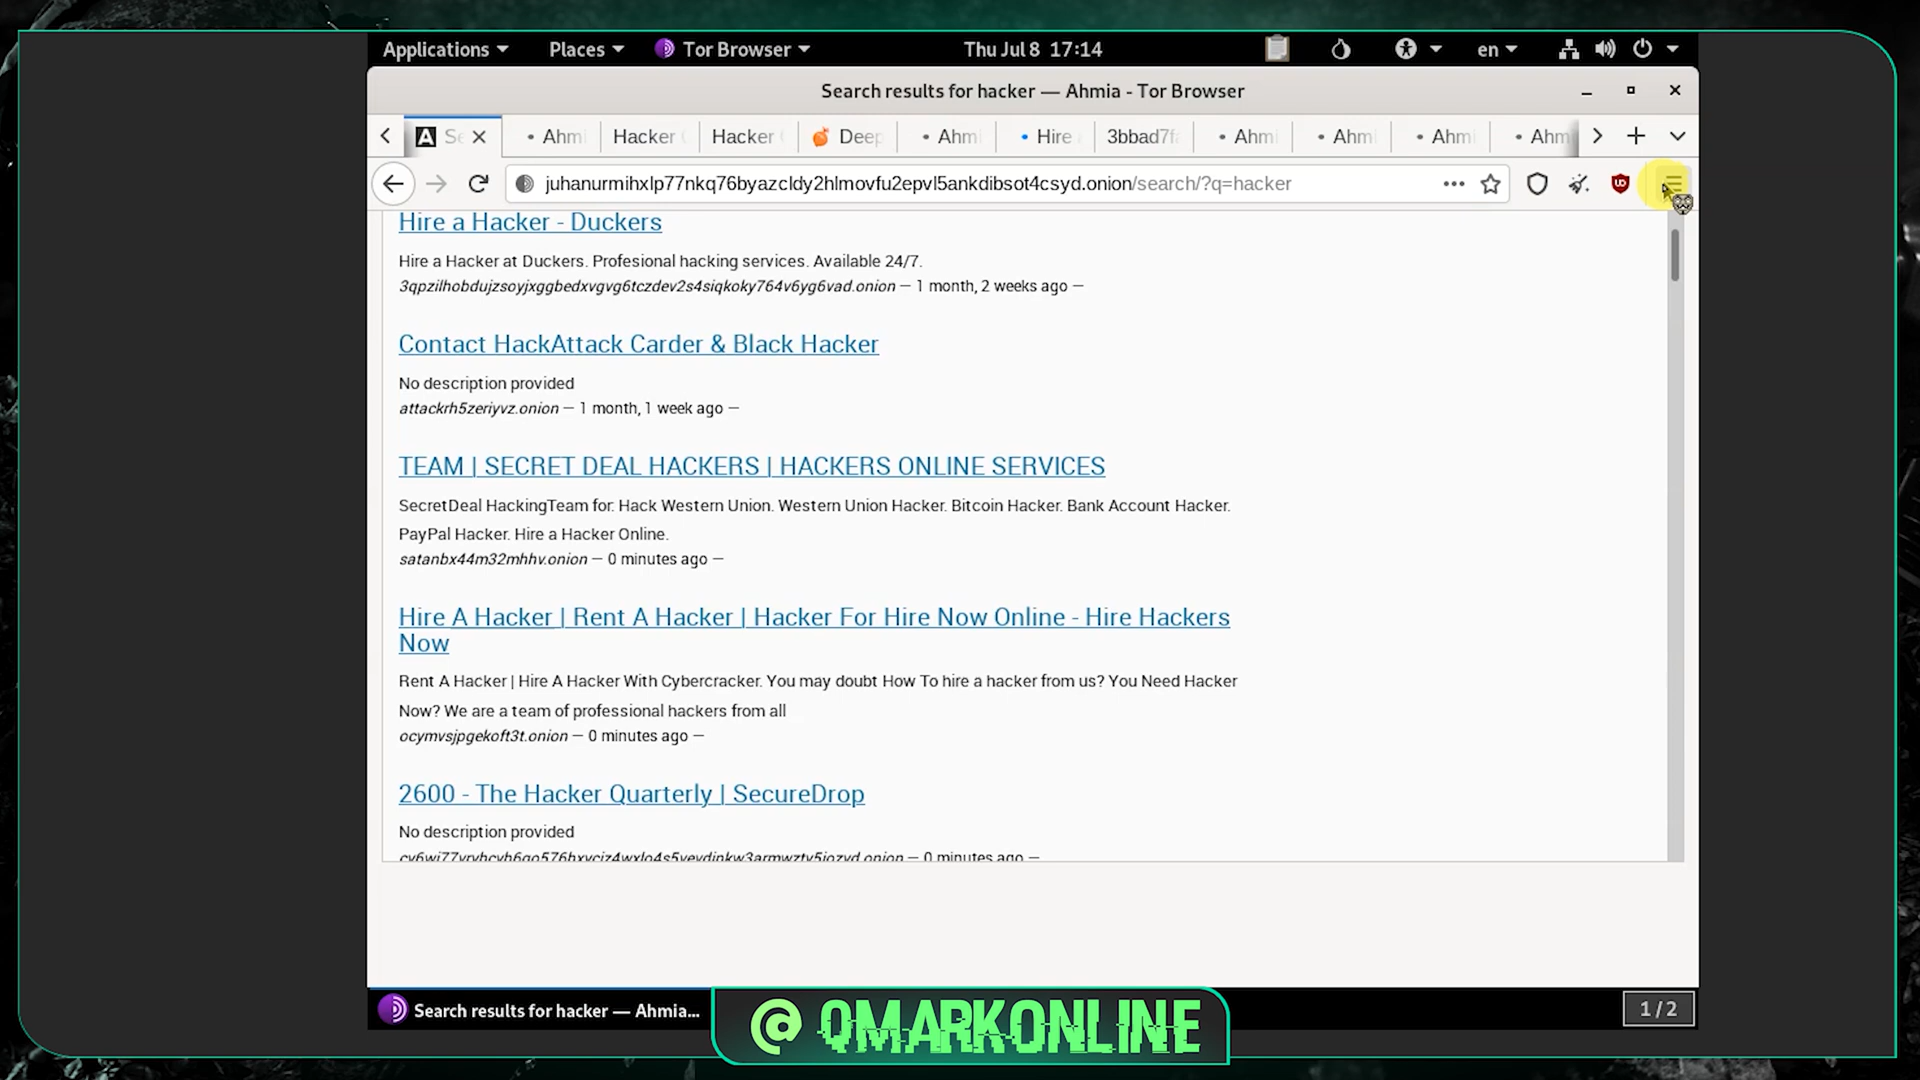 Applications Places Tor Browser Thu Jul 8 17:14 en
Search results for hacker — Ahmia - Tor Browser
Se Ahmi Hacker Hacker Deep Ahmi Hire 3bbad7f Ahmi Ahmi Ahmi Ahm
juhanurmihxlp77nkq76byazcldy2hlmovfu2epvl5ankdibsot4csyd.onion/search/?q=hacker
Hire a Hacker - Duckers
Hire a Hacker at Duckers. Profesional hacking services. Available 24/7.
3qpzilhobdujzsoyjxggbedxvgvg6tczdev2s4siqkoky764v6yg6vad.onion — 1 month, 2 weeks ago —
Contact HackAttack Carder & Black Hacker
No description provided
attackrh5zeriyvz.onion — 1 month, 1 week ago —
TEAM | SECRET DEAL HACKERS | HACKERS ONLINE SERVICES
SecretDeal HackingTeam for: Hack Western Union. Western Union Hacker. Bitcoin Hacker. Bank Account Hacker.
PayPal Hacker. Hire a Hacker Online.
satanbx44m32mhhv.onion — 0 minutes ago —
Hire A Hacker | Rent A Hacker | Hacker For Hire Now Online - Hire Hackers
Now
Rent A Hacker | Hire A Hacker With Cybercracker. You may doubt How To hire a hacker from us? You Need Hacker
Now? We are a team of professional hackers from all
ocymvsjpgekoft3t.onion — 0 minutes ago —
2600 - The Hacker Quarterly | SecureDrop
No description provided
— 0 minutes ago —
Search results for hacker — Ahmia... 1 / 2
@ QMARKONLINE